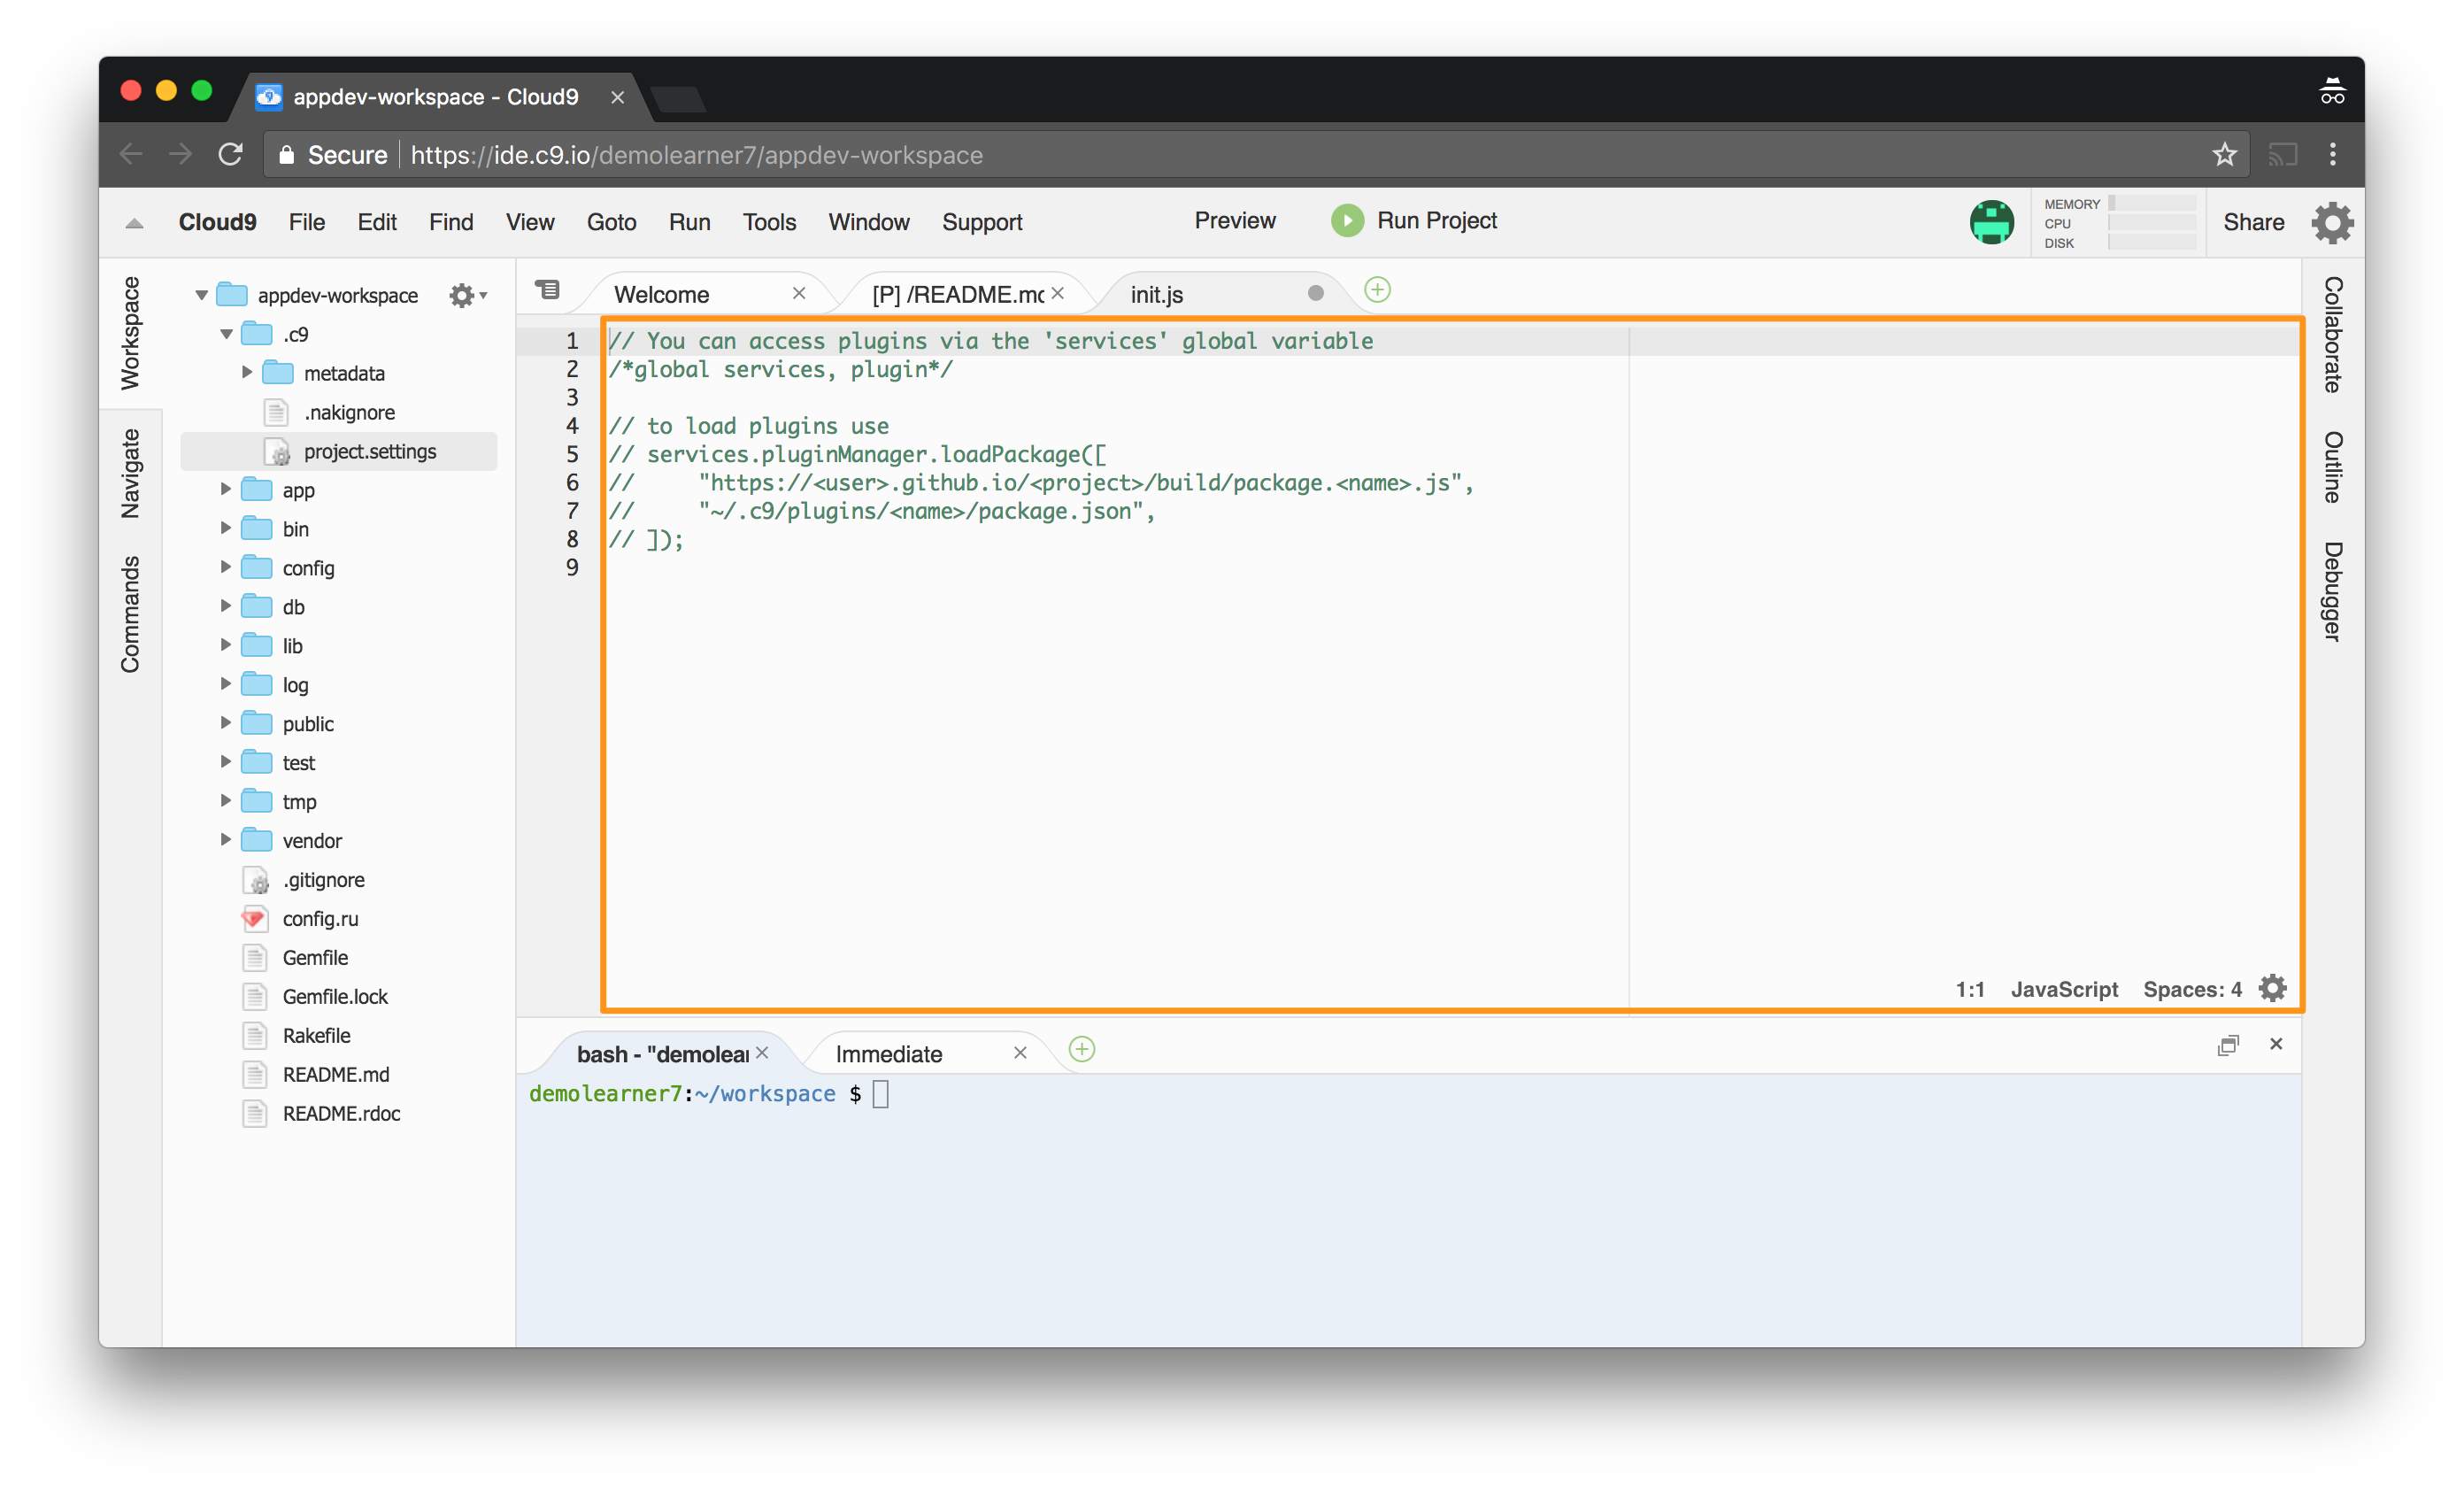 appdev-workspace - Cloud9
Secure https://ide.c9.io/demolearner7/appdev-workspace
Cloud9 File Edit Find View Goto Run Tools Window Support Preview Run Project
MEMORY
CPU
DISK
Share
Workspace
Navigate
Commands
appdev-workspace
.c9
metadata
.nakignore
project.settings
app
bin
config
db
lib
log
public
test
tmp
vendor
.gitignore
config.ru
Gemfile
Gemfile.lock
Rakefile
README.md
README.rdoc
Welcome [P] /README.mc init.js
1 // You can access plugins via the 'services' global variable
2 /*global services, plugin*/
3
4 // to load plugins use
5 // services.pluginManager.loadPackage([
6 //     "https://<user>.github.io/<project>/build/package.<name>.js",
7 //     "~/.c9/plugins/<name>/package.json",
8 // ]);
9
1:1 JavaScript Spaces: 4
bash - "demolear Immediate
demolearner7:~/workspace $
Collaborate
Outline
Debugger